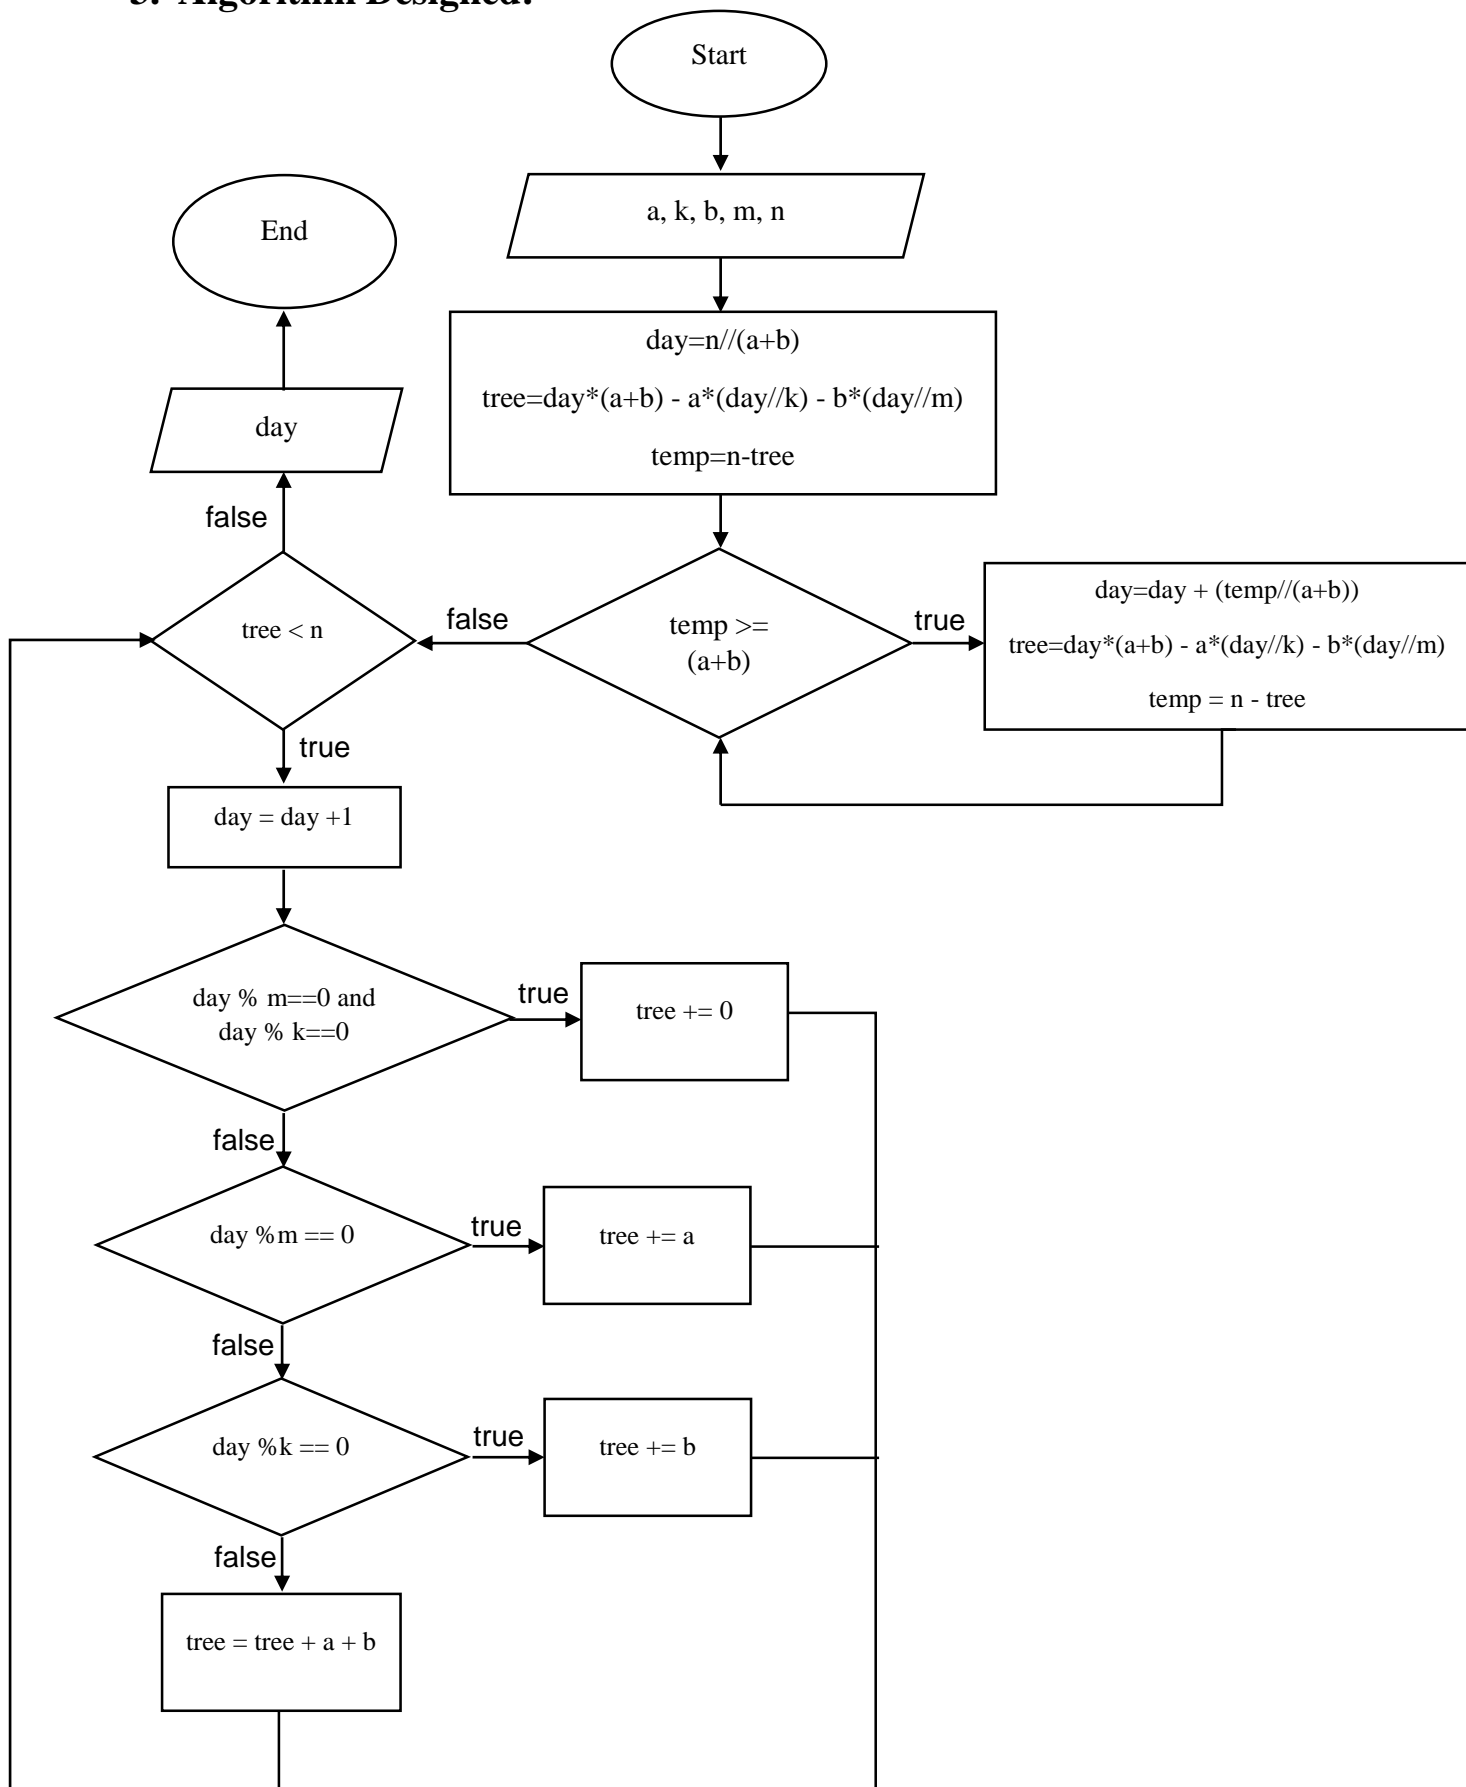 3. Algorithm Designed:
Start
a, k, b, m, n
End
day=n//(a+b)
tree=day*(a+b) - a*(day//k) - b*(day//m)
temp=n-tree
day
false
tree < n
false
temp >=
(a+b)
true
day=day + (temp//(a+b))
tree=day*(a+b) - a*(day//k) - b*(day//m)
temp = n - tree
true
day = day +1
day % m==0 and
day % k==0
true
tree += 0
false
day %m == 0
true
tree += a
false
day %k == 0
true
tree += b
false
tree = tree + a + b